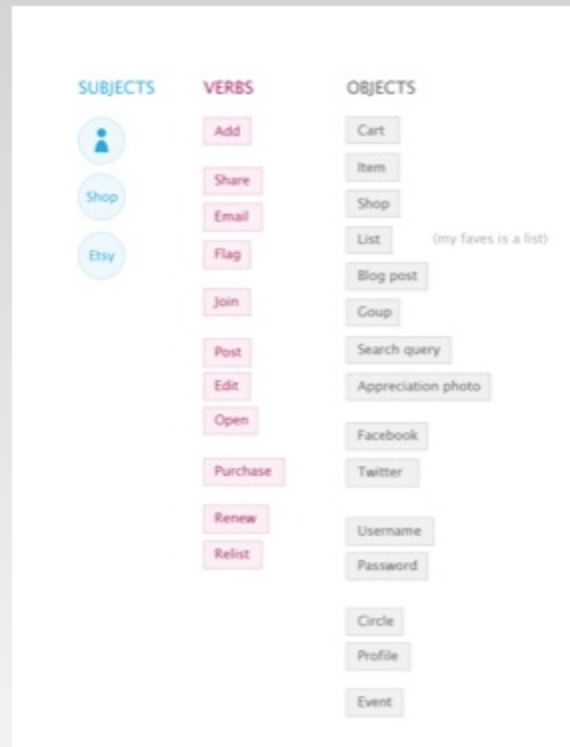 SUBJECTS
Shop
Etsy
VERBS
Add
Share
Email
Flag
Join
Post
Edit
Open
Purchase
Renew
Relist
OBJECTS
Cart
Item
Shop
List (my faves is a list)
Blog post
Goup
Search query
Appreciation photo
Facebook
Twitter
Username
Password
Circle
Profile
Event